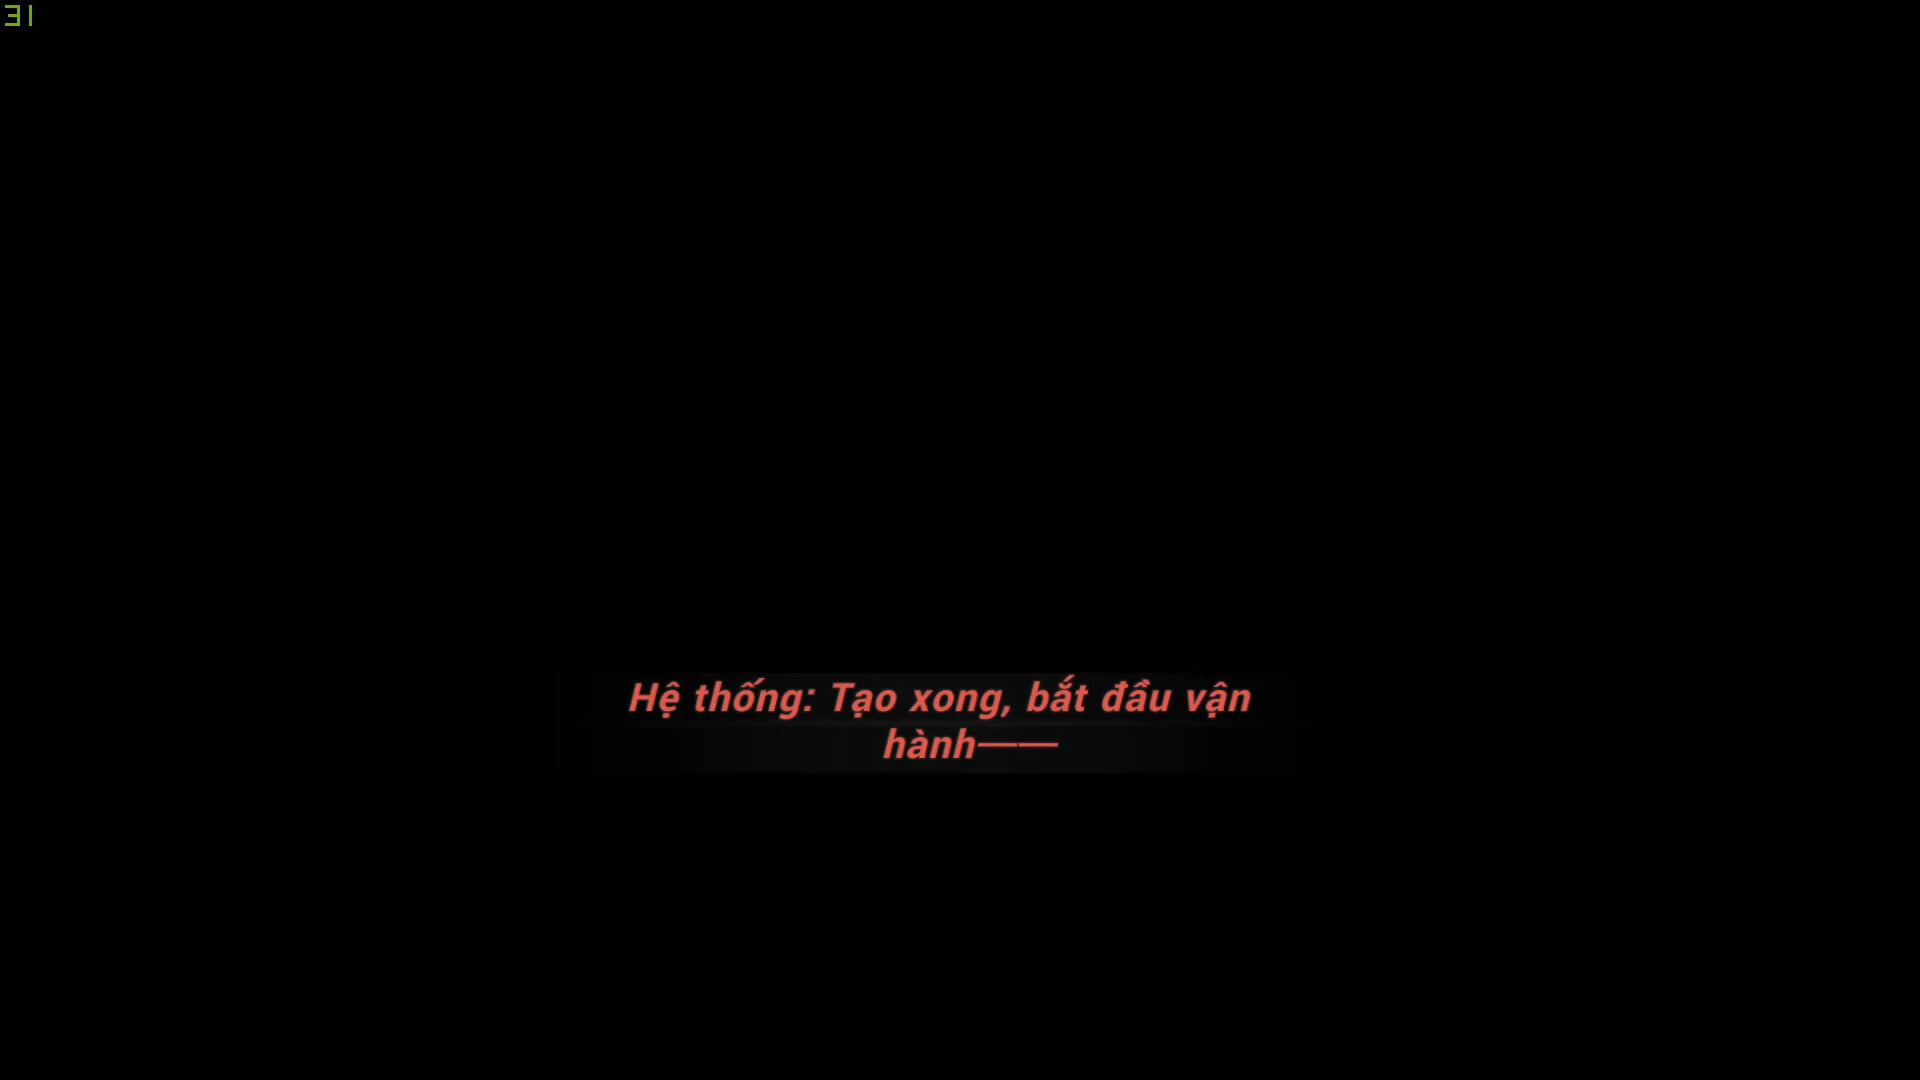 31
Hệ thống: Tạo xong, bắt đầu vận
hành——